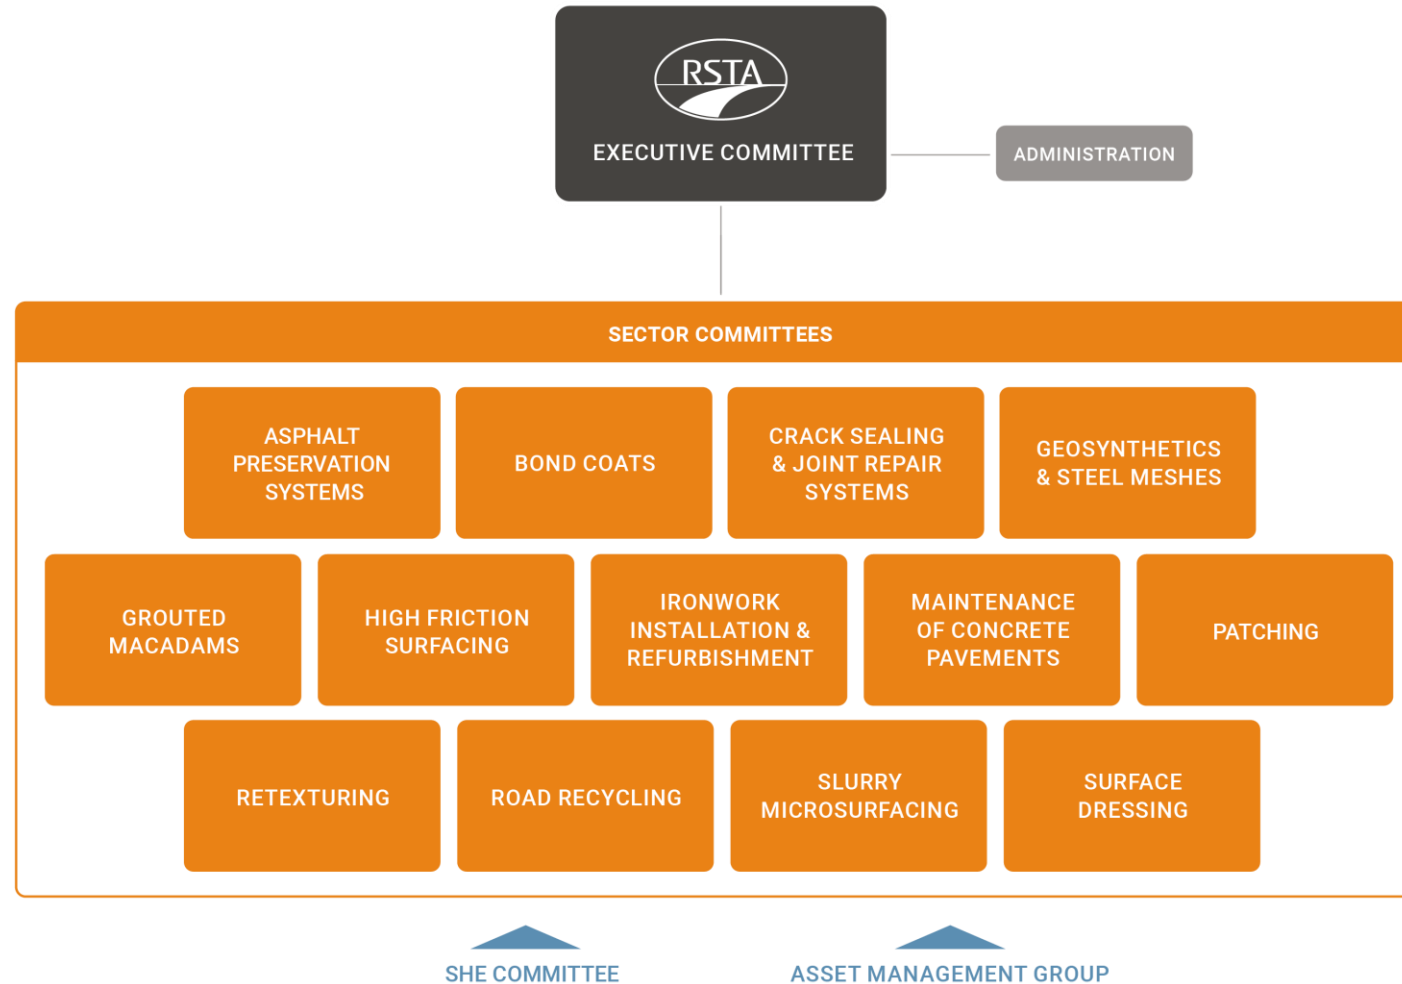 RSTA
EXECUTIVE COMMITTEE
ADMINISTRATION
SECTOR COMMITTEES
ASPHALT
PRESERVATION
SYSTEMS
BOND COATS
CRACK SEALING
& JOINT REPAIR
SYSTEMS
GEOSYNTHETICS
& STEEL MESHES
GROUTED
MACADAMS
HIGH FRICTION
SURFACING
IRONWORK
INSTALLATION &
REFURBISHMENT
MAINTENANCE
OF CONCRETE
PAVEMENTS
PATCHING
RETEXTURING
ROAD RECYCLING
SLURRY
MICROSURFACING
SURFACE
DRESSING
SHE COMMITTEE
ASSET MANAGEMENT GROUP